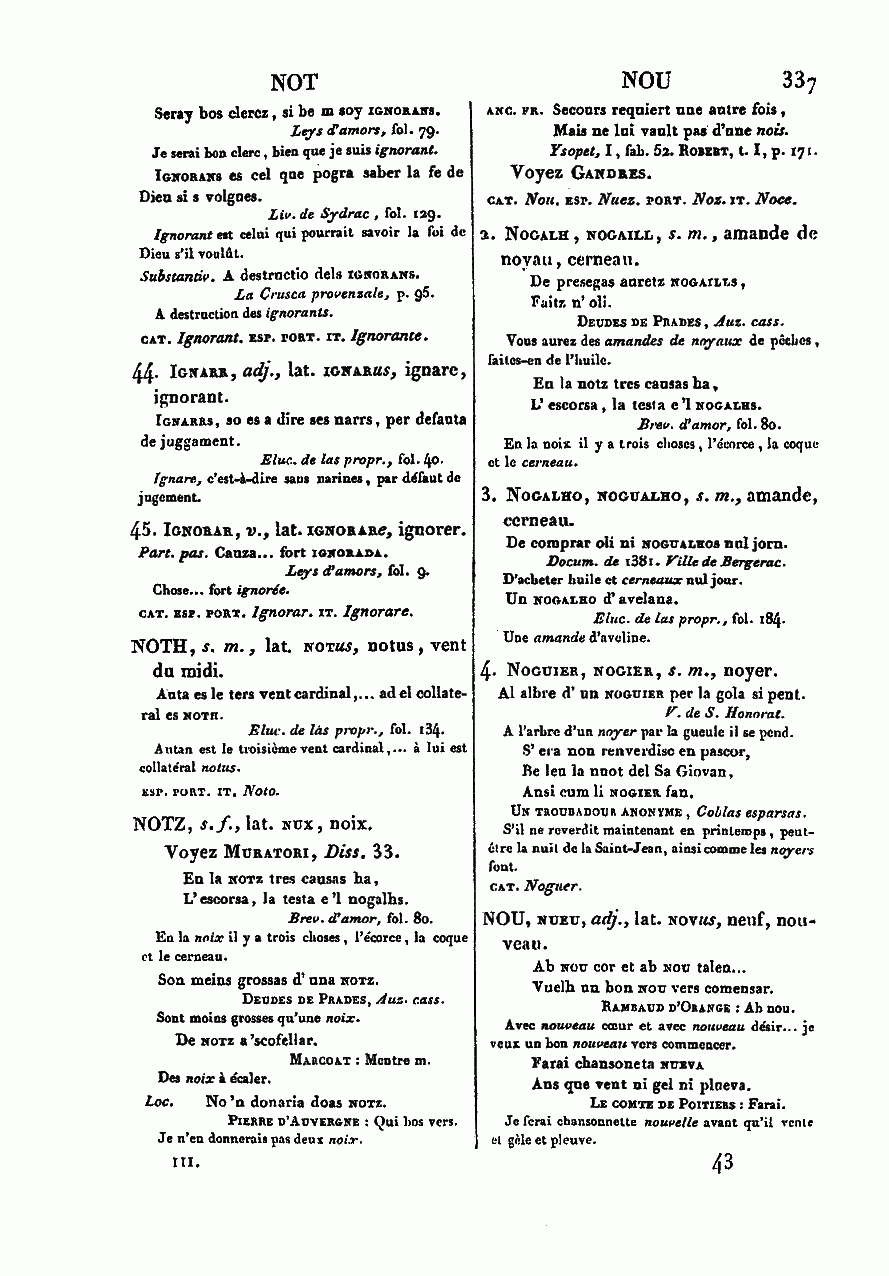 NOT
NOU
337
Seray bos clercz, si be m soy IGNORANS.
Leys d'amors, fol. 79.
Je serai bon clerc, bien que je suis ignorant.
IGNORANS es cel que pogra saber la fe de
Dieu si s volgues.
Liv. de Sydrac, fol. 129.
Ignorant est celui qui pourrait savoir la foi de
Dieu s'il voulût.
Substantiv. A destructio dels IGNORANS.
La Crusca provenzale, p. 95.
A destruction des ignorants.
CAT. Ignorant. ESP. PORT. IT. Ignorante.
44. IGNARR, adj., lat. IGNARus, ignare,
ignorant.
IGNARRS, so es a dire ses narrs, per defauta
de juggament.
Eluc. de las propr., fol. 40.
Ignare, c'est-à-dire sans narines, par défaut de
jugement.
45. IGNORAR, v., lat. IGNORARe, ignorer.
Part. pas. Cauza... fort IGNORADA.
Leys d'amors, fol. 9.
Chose... fort ignorée.
CAT. ESP. PORT. Ignorar. IT. Ignorare.
NOTH, s. m., lat. NOTus, notus, vent
du midi.
Auta es le ters vent cardinal,... ad el collate-
ral es NOTH.
Eluc. de las propr., fol. 134.
Autan est le troisième vent cardinal,... à lui est
collatéral notus.
ESP. PORT. IT. Noto.
NOTZ, s. f., lat. NUX, noix.
Voyez MURATORI, Diss. 33.
En la NOTZ tres causas ha,
L'escorsa, la testa e 'l nogalhs.
Brev. d'amor, fol. 80.
En la noix il y a trois choses, l'écorce, la coque
et le cerneau.
Son meins grossas d' una NOTZ.
DEUDES DE PRADES, Auz. cass.
Sont moins grosses qu'une noix.
De NOTZ a 'scofellar.
MARCOAT : Mentre m.
Des noix à écaler.
Loc. No 'n donaria doas NOTZ.
PIERRE D'AUVERGNE : Qui bos vers.
Je n'en donnerais pas deux noix.
III.
ANC. FR. Secours requiert une autre fois,
Mais ne lui vault pas d'une nois.
Ysopet, I, fab. 52. ROBERT, t. I, p. 171.
Voyez GANDRES.
CAT. Nou. ESP. Nuez. PORT. Noz. IT. Noce.
2. NOGALH, NOGAILL, s. m., amande de
noyau, cerneau.
De presegas auretz NOGAILLS,
Faitz n' oli.
DEUDES DE PRADES, Auz. cass.
Vous aurez des amandes de noyaux de pêches,
faites-en de l'huile.
En la notz tres causas ha,
L' escorsa, la testa e 'l NOGALHS.
Brev. d'amor, fol. 80.
En la noix il y a trois choses, l'écorce, la coque
et le cerneau.
3. NOGALHO, NOGUALHO, s. m., amande,
cerneau.
De comprar oli ni NOGUALHOS nul jorn.
Docum. de 1381. Ville de Bergerac.
D'acheter huile et cerneaux nul jour.
Un NOGALHO d' avelana.
Eluc. de las propr., fol. 184.
Une amande d'aveline.
4. NOGUIER, NOGIER, s. m., noyer.
Al albre d' un NOGUIER per la gola si pent.
V. de S. Honorat.
A l'arbre d'un noyer par la gueule il se pend.
S' era non renverdisc en pascor,
Be leu la nuot del Sa Giovan,
Ansi cum li NOGIER fan.
UN TROUBADOUR ANONYME, Coblas esparsas.
S'il ne reverdit maintenant en printemps, peut-
être la nuit de la Saint-Jean, ainsi comme les noyers
font.
CAT. Noguer.
NOU, NUEU, adj., lat. NOVus, neuf, nou-
veau.
Ab NOU cor et ab NOU talen...
Vuelh un bon NOU vers comensar.
RAMBAUD D'ORANGE : Ab nou.
Avec nouveau cœur et avec nouveau désir... je
veux un bon nouveau vers commencer.
Farai chansoneta NUEVA
Ans que vent ni gel ni plueva.
LE COMTE DE POITIERS : Farai.
Je ferai chansonnette nouvelle avant qu'il vente
et gèle et pleuve.
43